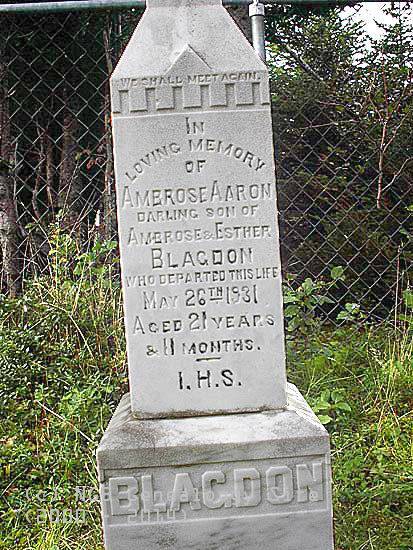 WE SHALL MEET AGAIN.
IN
LOVING MEMORY
OF
AMBROSE AARON
DARLING SON OF
AMBROSE & ESTHER
BLAGDON
WHO DEPARTED THIS LIFE
MAY 26TH 1931
AGED 21 YEARS
& 11 MONTHS.
I.H.S.
BLAGDON
2000